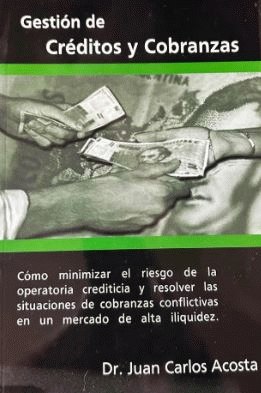 Gestión de
Créditos y Cobranzas
Cómo minimizar el riesgo de la
operatoria crediticia y resolver las
situaciones de cobranzas conflictivas
en un mercado de alta iliquidez.
Dr. Juan Carlos Acosta